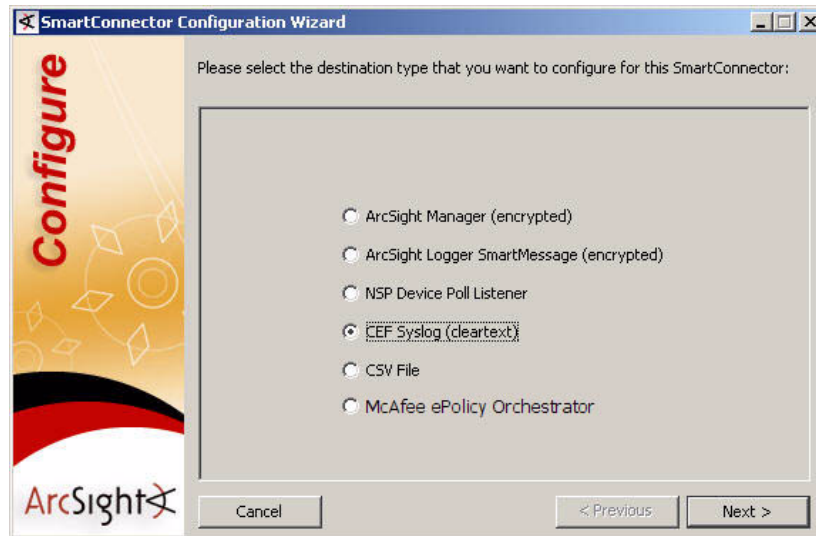 SmartConnector Configuration Wizard
Configure
Please select the destination type that you want to configure for this SmartConnector:
ArcSight Manager (encrypted)
ArcSight Logger SmartMessage (encrypted)
NSP Device Poll Listener
CEF Syslog (cleartext)
CSV File
McAfee ePolicy Orchestrator
ArcSight
Cancel
< Previous
Next >